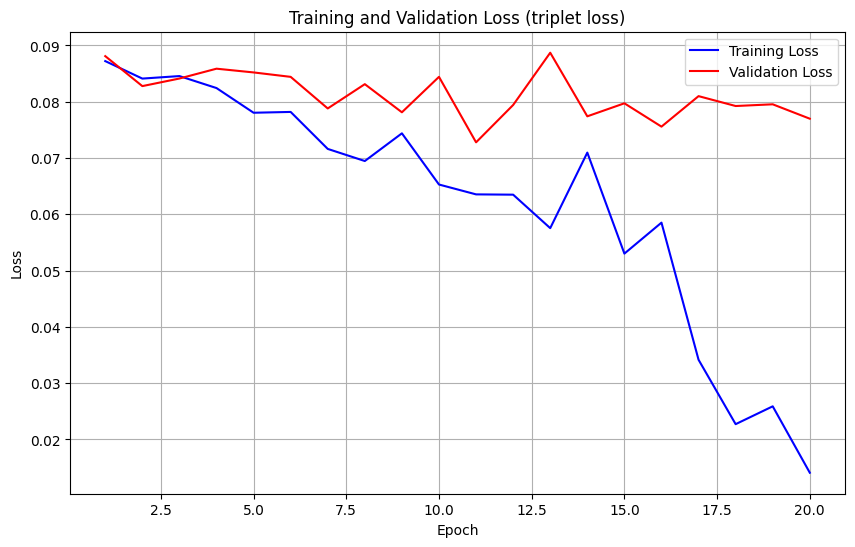 Training and Validation Loss (triplet loss)
Training Loss
Validation Loss
0.09
0.08
0.07
0.06
0.05
0.04
0.03
0.02
Loss
2.5 5.0 7.5 10.0 12.5 15.0 17.5 20.0
Epoch